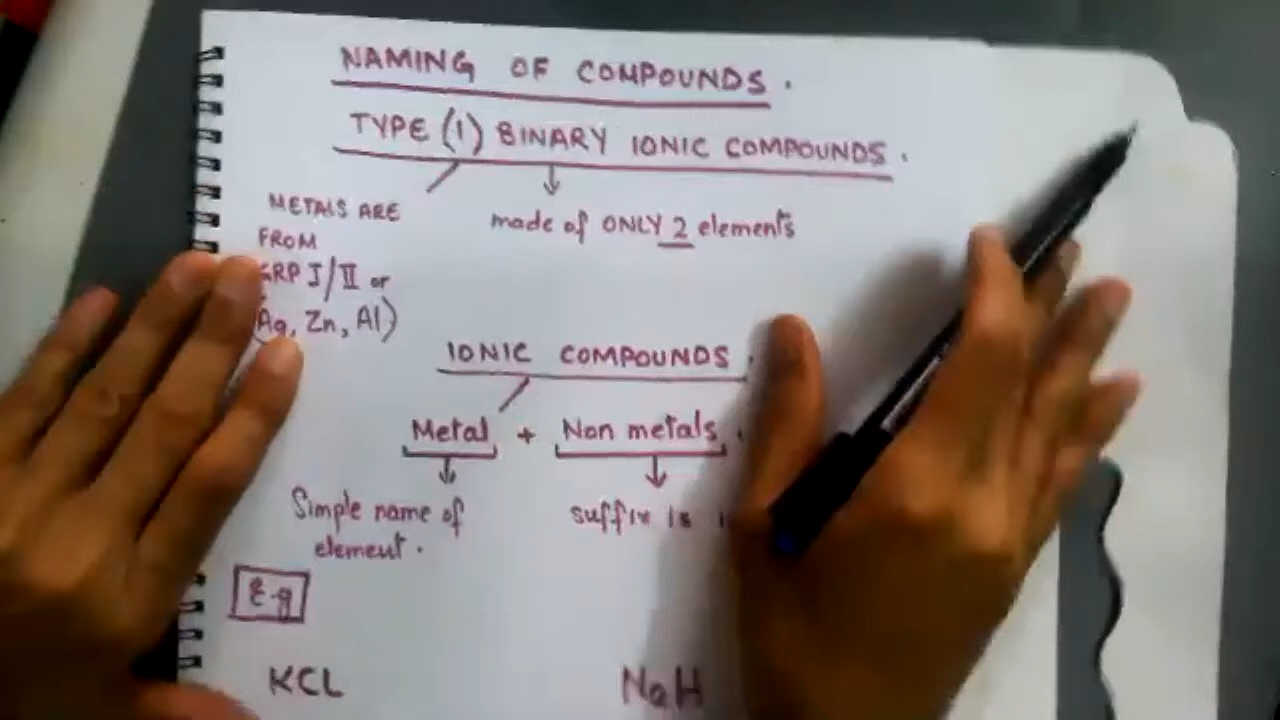 NAMING OF COMPOUNDS.
TYPE (1) BINARY IONIC COMPOUNDS.
METALS ARE
FROM
GRP I/II or
(Ag, Zn, Al)
made of ONLY 2 elements
IONIC COMPOUNDS.
Metal + Non metals.
Simple name of
element.
suffix is
E.g
KCL
NaH